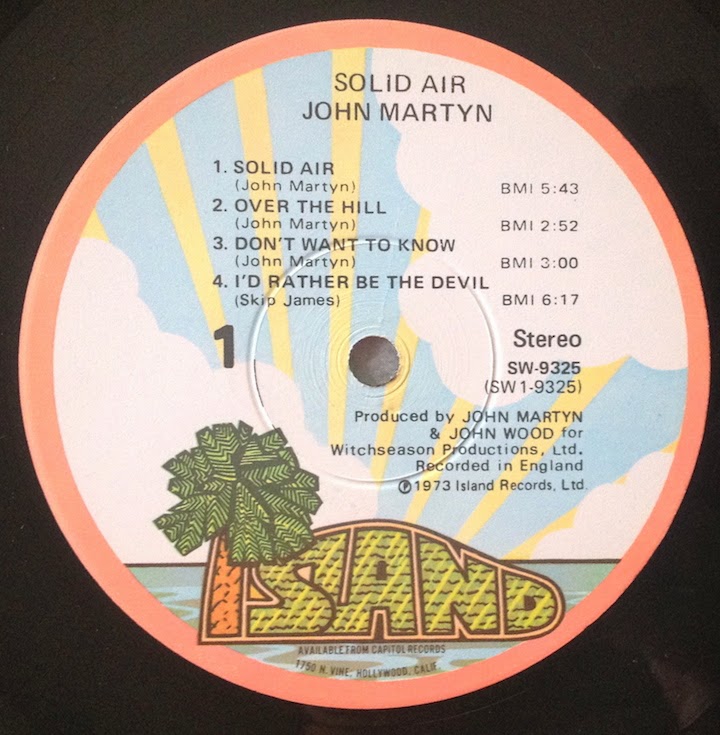 SOLiD AiR
JOHN MARTYN
1. SOLID AIR
(John Martyn) BMI 5:43
2. OVER THE HILL
(John Martyn) BMI 2:52
3. DON'T WANT TO KNOW
(John Martyn) BMI 3:00
4. I'D RATHER BE THE DEVIL
(Skip James) BMI 6:17
1 Stereo
SW-9325
(SW1-9325)
Produced by JOHN MARTYN
& JOHN WOOD for
Witchseason Productions, Ltd.
Recorded in England
℗1973 Island Records, Ltd.
ISLAND
AVAILABLE FROM CAPITOL RECORDS
1750 N. VINE, HOLLYWOOD, CALIF.